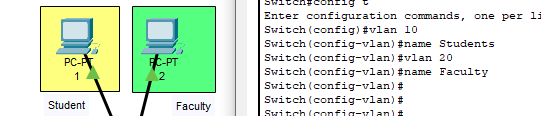 PC-PT
1
Student
PC-PT
2
Faculty
Switch#config t
Enter configuration commands, one per li
Switch(config)#vlan 10
Switch(config-vlan)#name Students
Switch(config-vlan)#vlan 20
Switch(config-vlan)#name Faculty
Switch(config-vlan)#
Switch(config-vlan)#
Switch(config-vlan)#